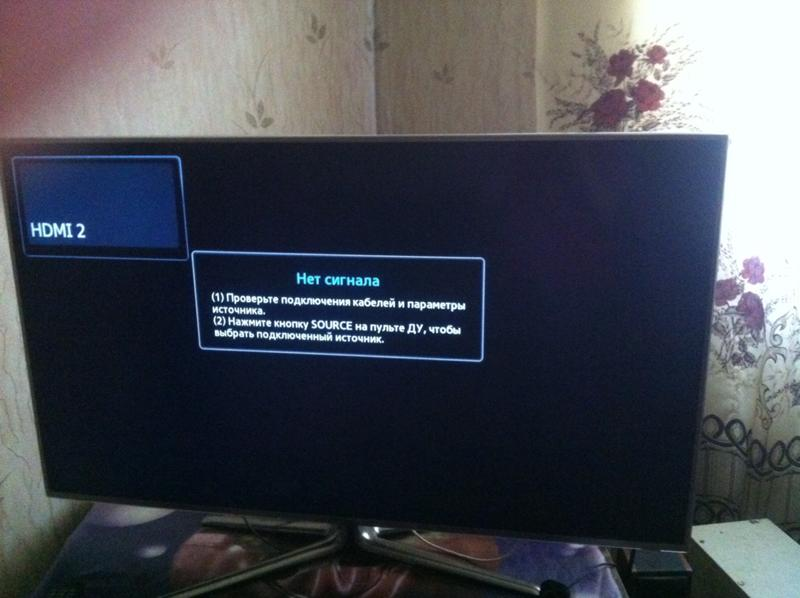 HDMI 2
Нет сигнала
(1) Проверьте подключения кабелей и параметры
источника.
(2) Нажмите кнопку SOURCE на пульте ДУ, чтобы
выбрать подключенный источник.